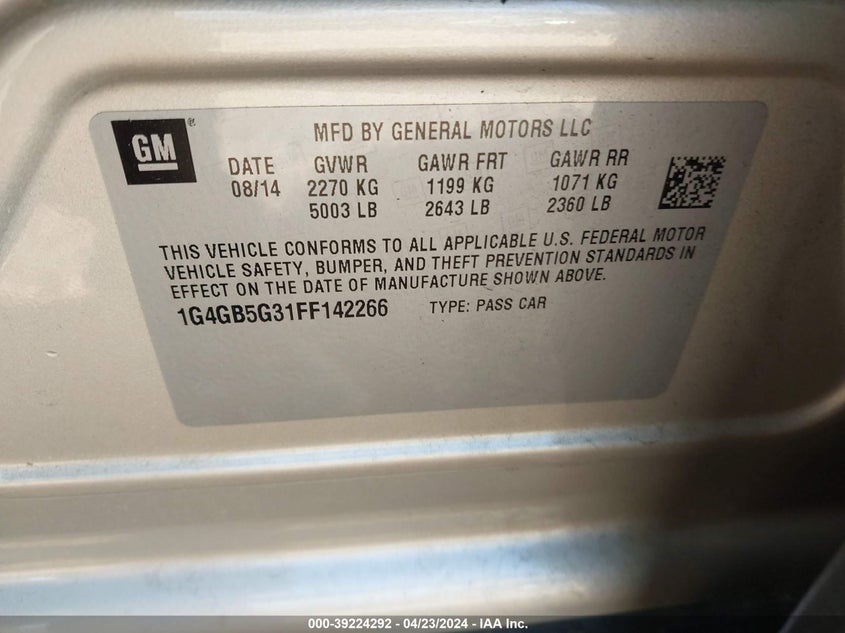 GM ®
MFD BY GENERAL MOTORS LLC
DATE GVWR GAWR FRT GAWR RR
08/14 2270 KG 1199 KG 1071 KG
5003 LB 2643 LB 2360 LB
THIS VEHICLE CONFORMS TO ALL APPLICABLE U.S. FEDERAL MOTOR
VEHICLE SAFETY, BUMPER, AND THEFT PREVENTION STANDARDS IN
EFFECT ON THE DATE OF MANUFACTURE SHOWN ABOVE.
1G4GB5G31FF142266 TYPE: PASS CAR
000-39224292 - 04/23/2024 - IAA Inc.